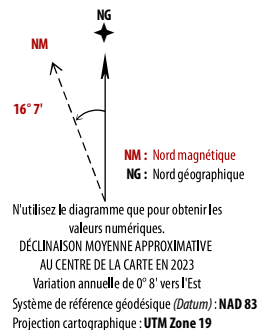 NG
NM
16° 7'
NM : Nord magnétique
NG : Nord géographique
N'utilisez le diagramme que pour obtenir les
valeurs numériques.
DÉCLINAISON MOYENNE APPROXIMATIVE
AU CENTRE DE LA CARTE EN 2023
Variation annuelle de 0° 8' vers l'Est
Système de référence géodésique (Datum) : NAD 83
Projection cartographique : UTM Zone 19